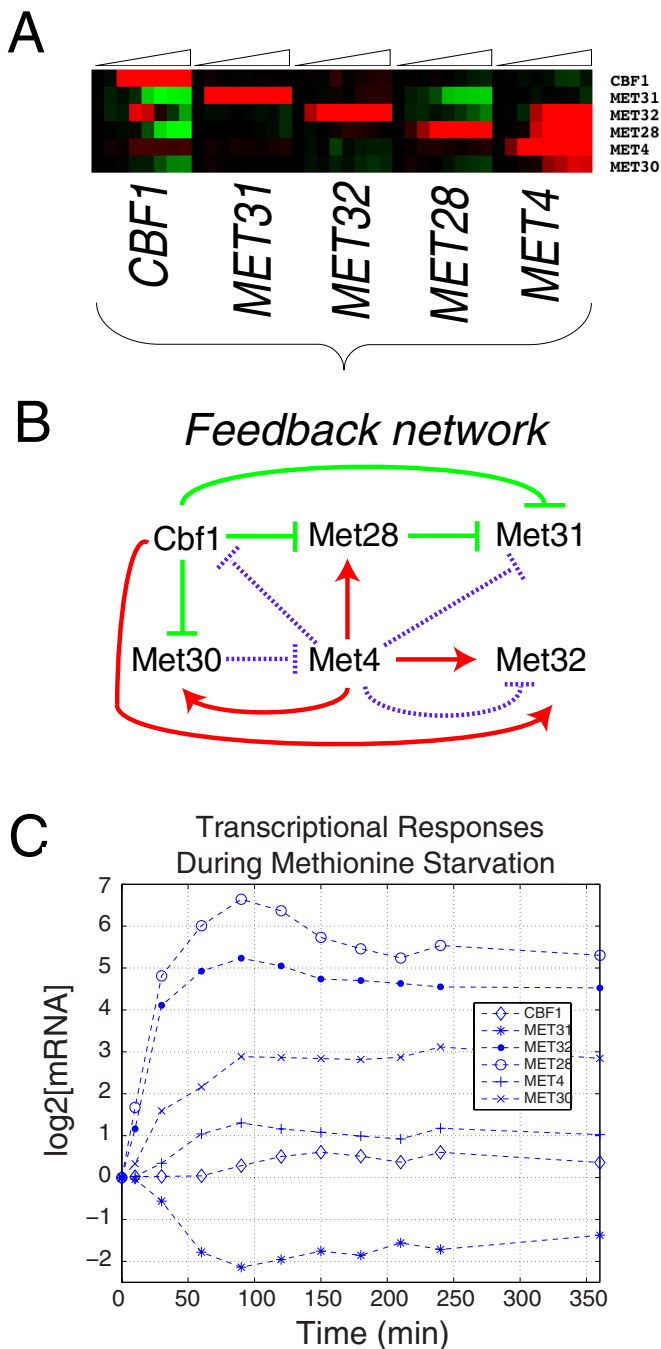 A
CBF1
MET31
MET32
MET28
MET4
MET30
CBF1 MET31 MET32 MET28 MET4
B
Feedback network
Cbf1 Met28 Met31
Met30 Met4 Met32
C
Transcriptional Responses
During Methionine Starvation
7
6
5
4
3
2
1
0
−1
−2
log2[mRNA]
CBF1
MET31
MET32
MET28
MET4
MET30
0 50 100 150 200 250 300 350
Time (min)